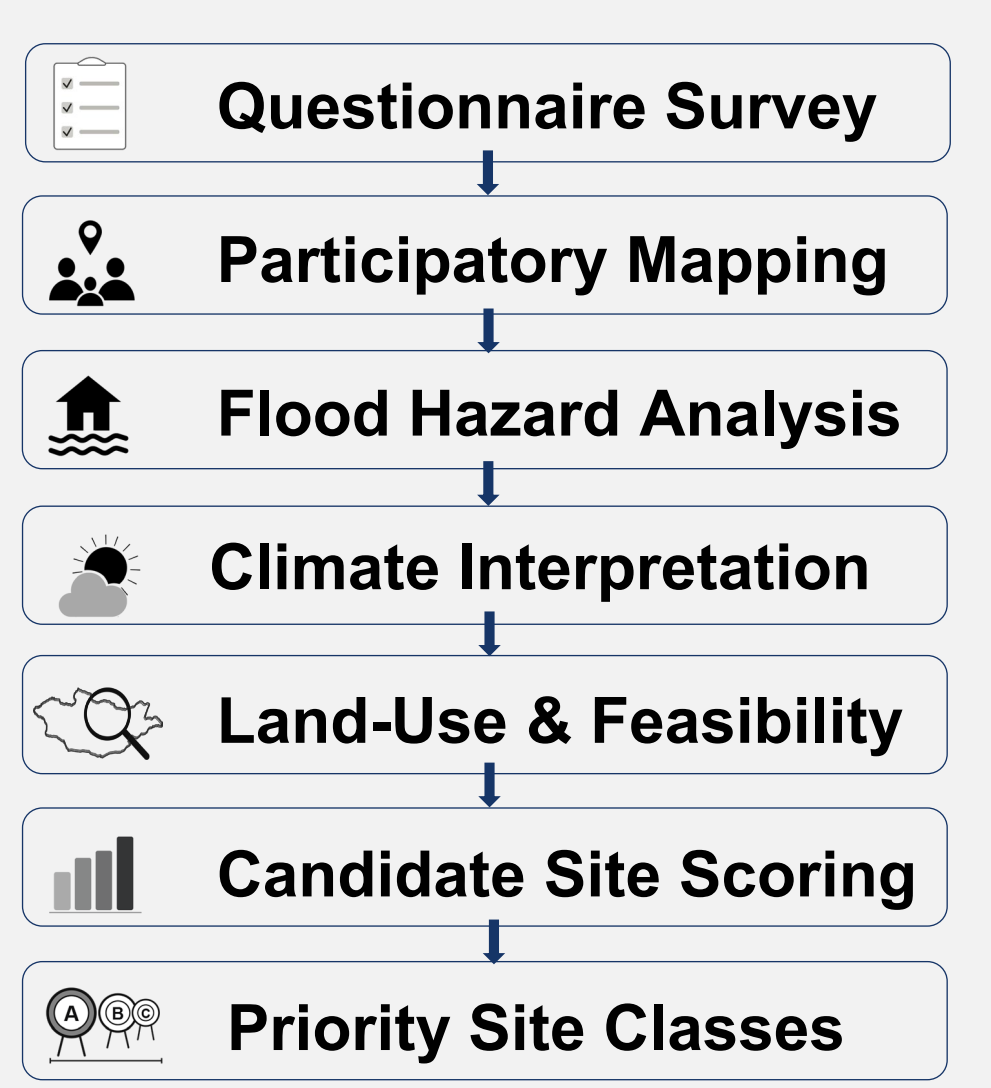 Questionnaire Survey
Participatory Mapping
Flood Hazard Analysis
Climate Interpretation
Land-Use & Feasibility
Candidate Site Scoring
A B C
Priority Site Classes